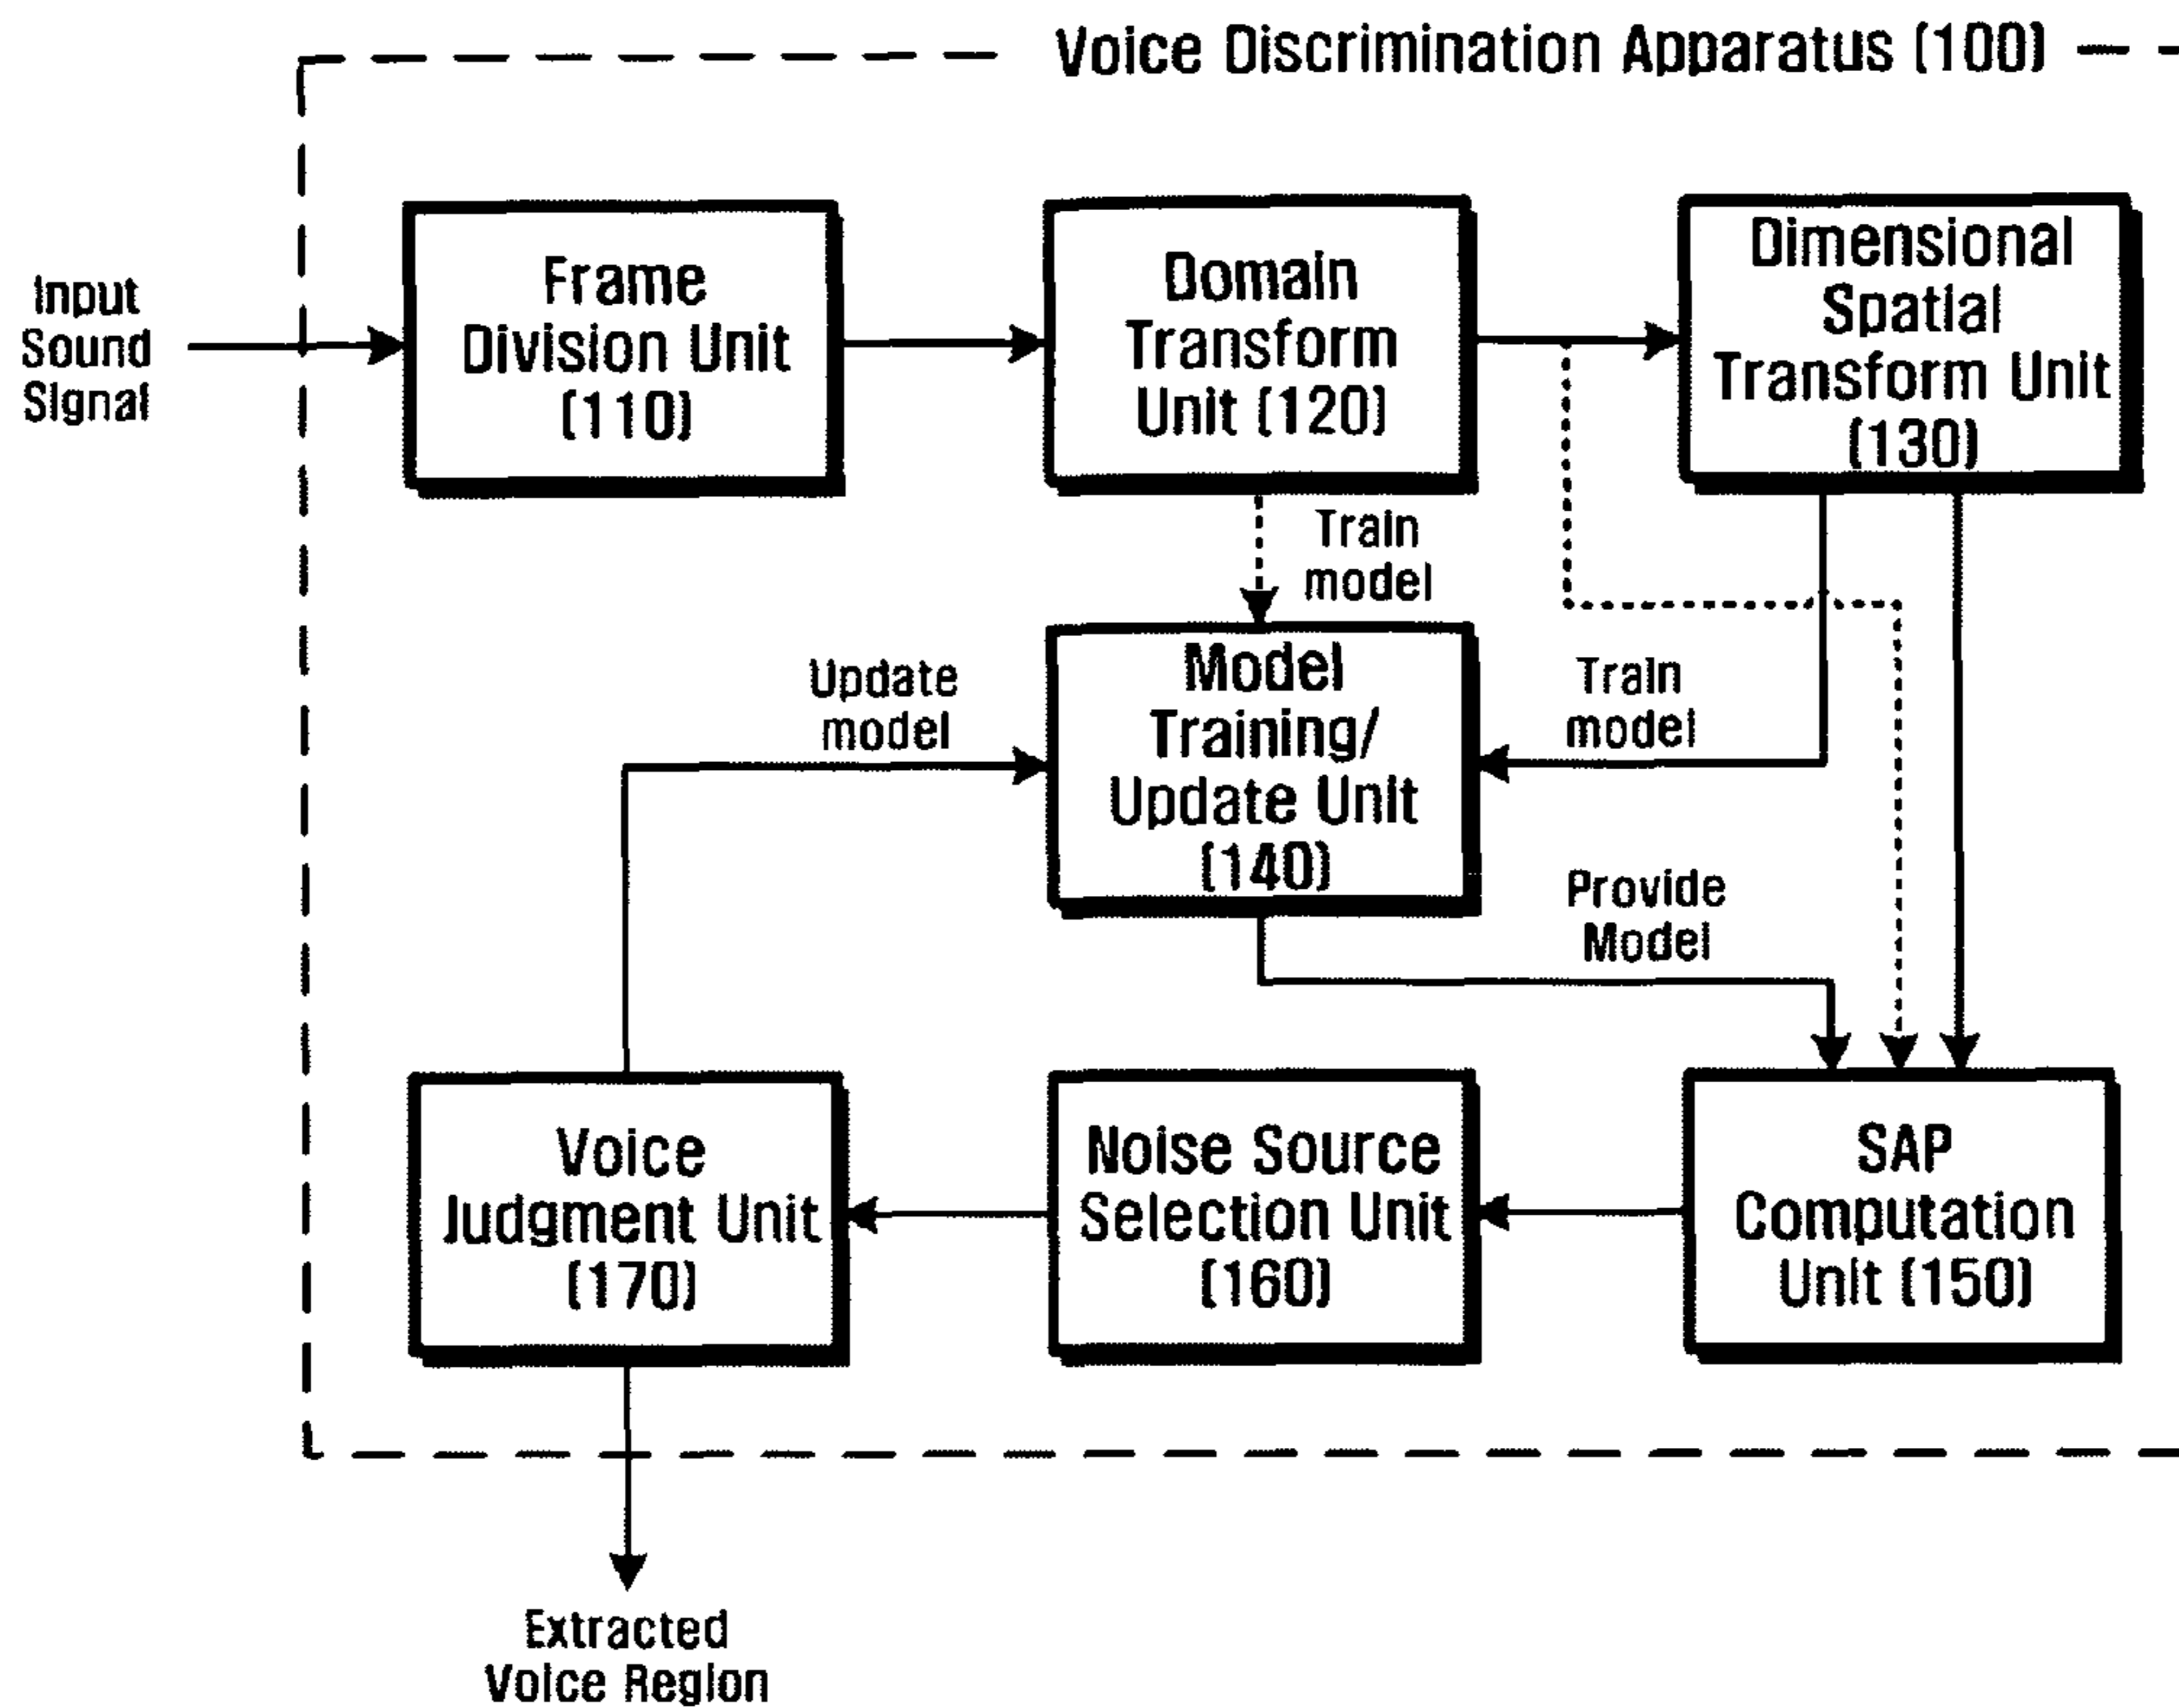 Voice Discrimination Apparatus (100)
Input
Sound
Signal
Frame
Division Unit
(110)
Domain
Transform
Unit (120)
Dimensional
Spatial
Transform Unit
(130)
Train
model
Update
model
Model
Training/
Update Unit
(140)
Train
model
Provide
Model
Voice
Judgment Unit
(170)
Noise Source
Selection Unit
(160)
SAP
Computation
Unit (150)
Extracted
Voice Region